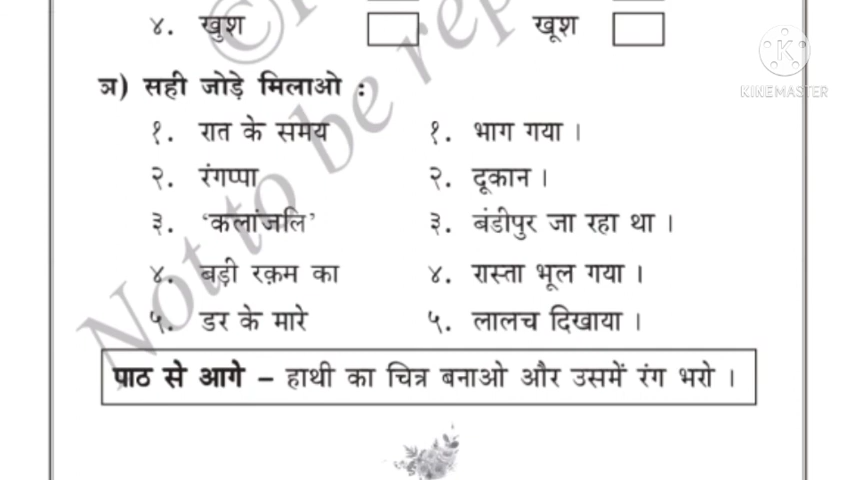 ४. खुश खूश
KINEMASTER
ञ) सही जोड़े मिलाओ :
१. रात के समय १. भाग गया ।
२. रंगप्पा २. दूकान ।
३. ‘कलांजलि’ ३. बंडीपुर जा रहा था ।
४. बड़ी रक़म का ४. रास्ता भूल गया ।
५. डर के मारे ५. लालच दिखाया ।
पाठ से आगे – हाथी का चित्र बनाओ और उसमें रंग भरो ।
Not to be rep